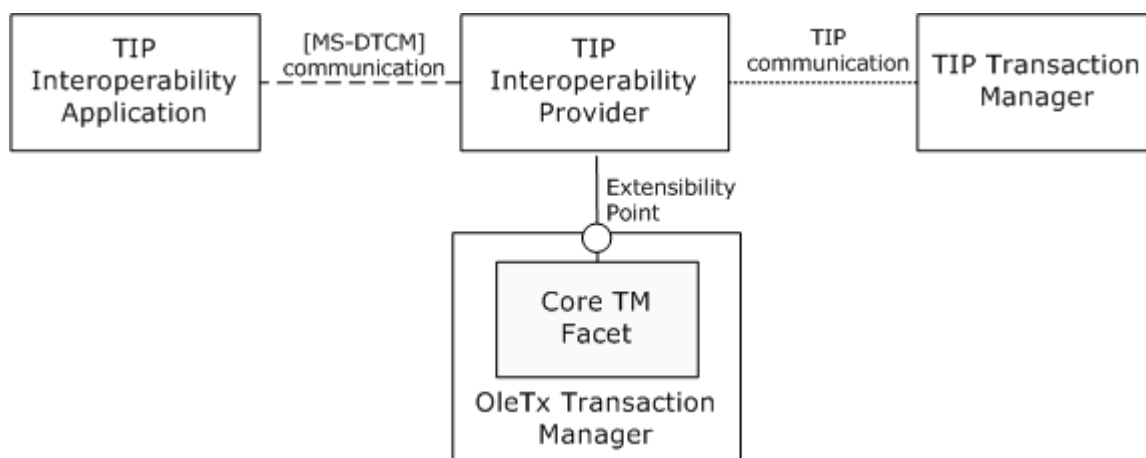 TIP
Interoperability
Application
[MS-DTCM]
communication
TIP
Interoperability
Provider
TIP
communication
TIP Transaction
Manager
Extensibility
Point
Core TM
Facet
OleTx Transaction
Manager